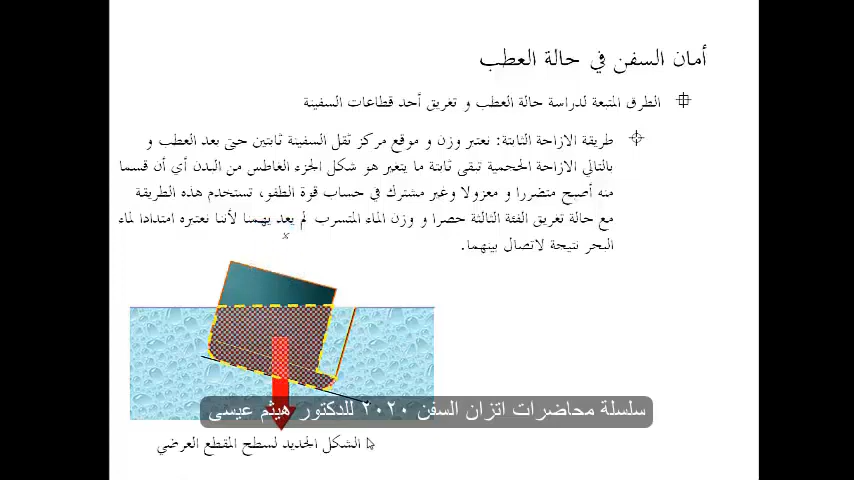 أمان السفن في حالة العطب
الطرق المتبعة لدراسة حالة العطب و تغريق أحد قطاعات السفينة
طريقة الازاحة الثابتة: نعتبر وزن و موقع مركز ثقل السفينة ثابتين حتى بعد العطب و
بالتالي الازاحة الحجمية تبقى ثابتة ما يتغير هو شكل الجزء الغاطس من البدن أي أن قسما
منه أصبح متضررا و معزولا وغير مشترك في حساب قوة الطفو، تستخدم هذه الطريقة
مع حالة تغريق الفئة الثالثة حصرا و وزن الماء المتسرب لم يعد يهمنا لأننا نعتبره امتدادا لماء
البحر نتيجة لاتصال بينهما.
سلسلة محاضرات اتزان السفن ٢٠٢٠ للدكتور هيثم عيسى
الشكل الجديد لسطح المقطع العرضي